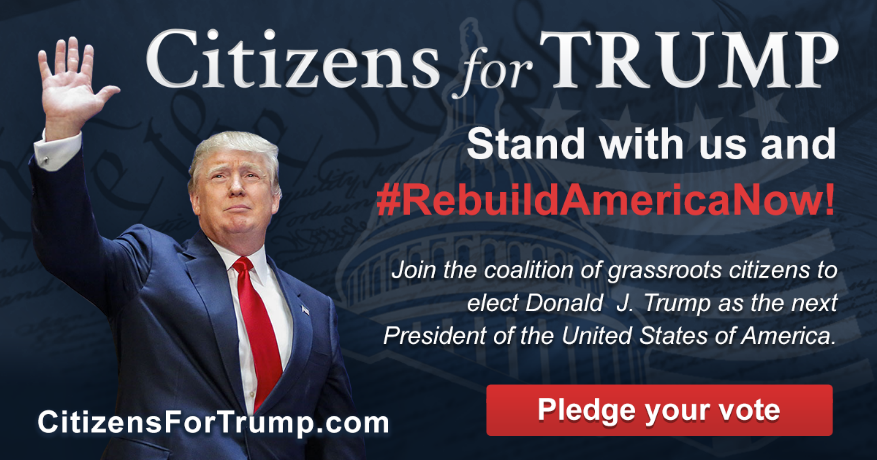 Citizens for TRUMP
Stand with us and
#RebuildAmericaNow!
Join the coalition of grassroots citizens to
elect Donald J. Trump as the next
President of the United States of America.
CitizensForTrump.com
Pledge your vote